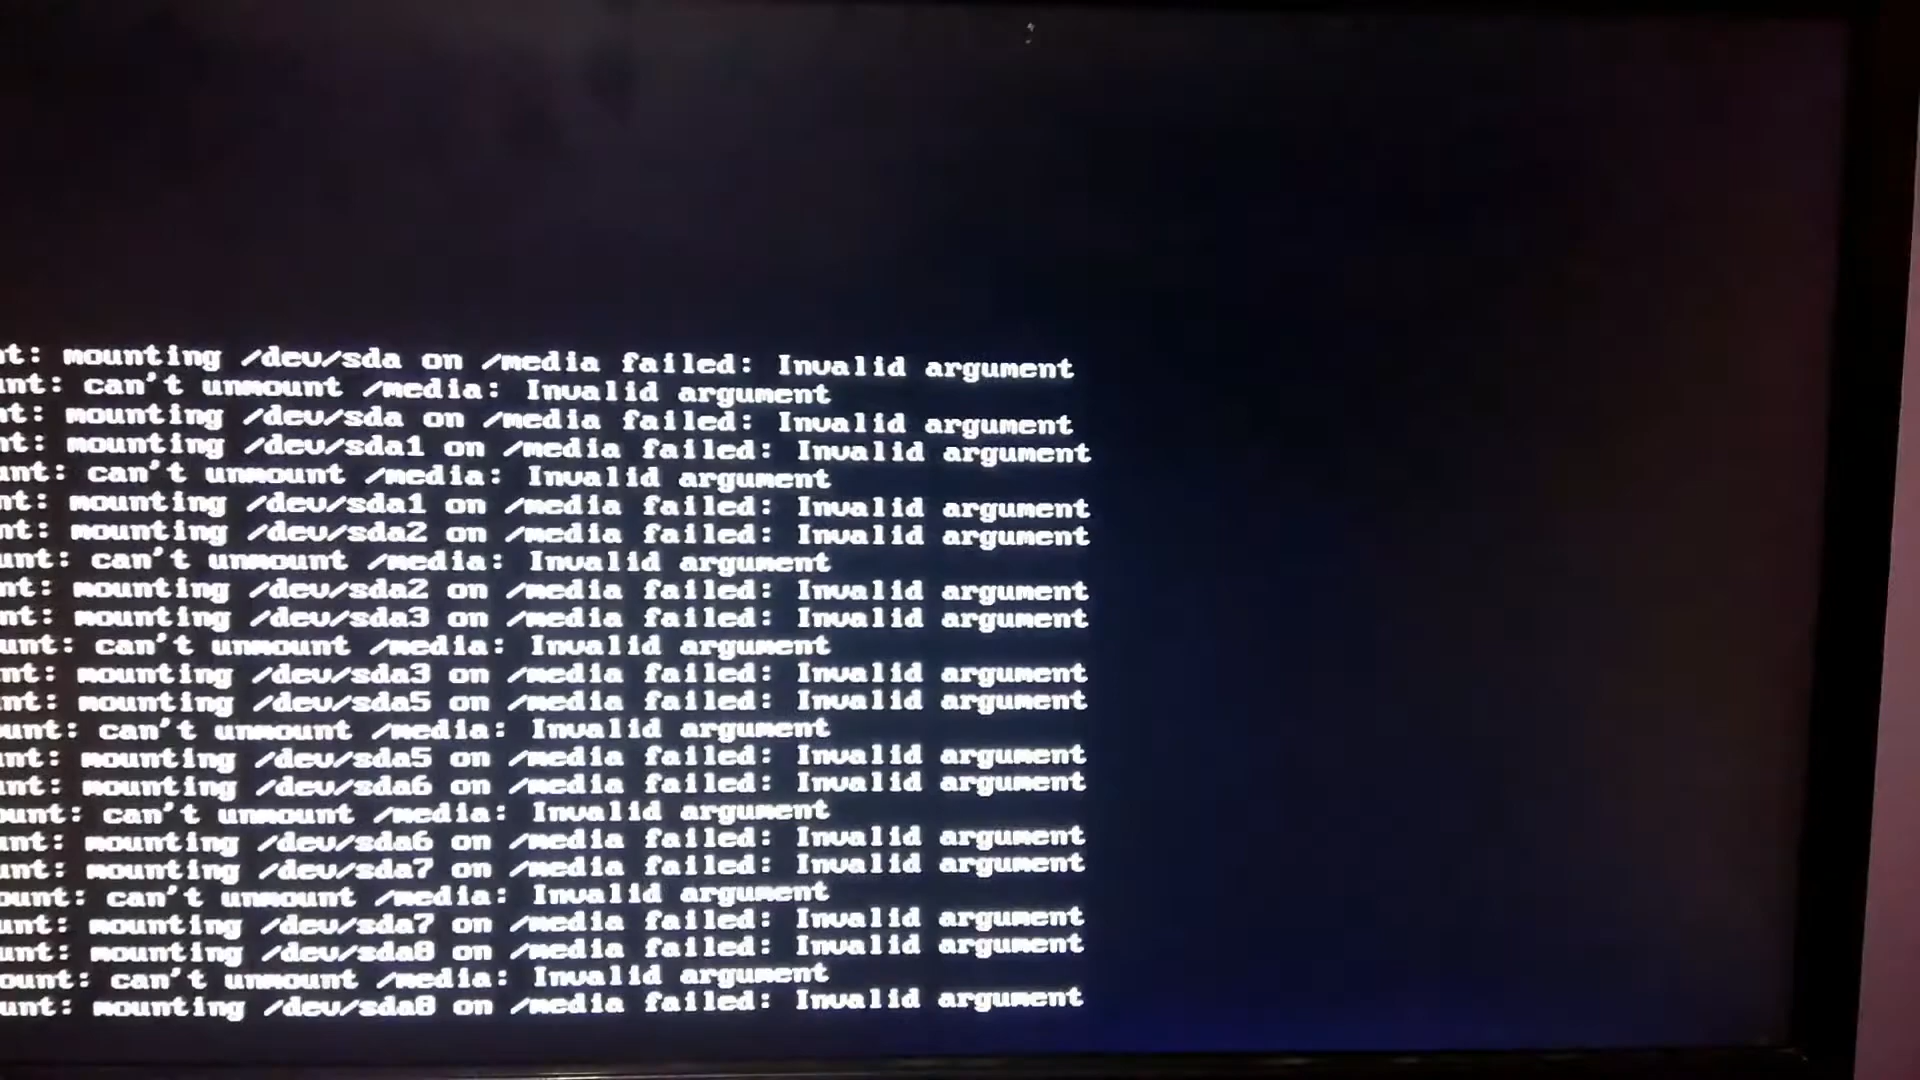 nt: mounting /dev/sda on /media failed: Invalid argument
unt: can't unmount /media: Invalid argument
nt: mounting /dev/sda on /media failed: Invalid argument
nt: mounting /dev/sda1 on /media failed: Invalid argument
unt: can't unmount /media: Invalid argument
nt: mounting /dev/sda1 on /media failed: Invalid argument
nt: mounting /dev/sda2 on /media failed: Invalid argument
unt: can't unmount /media: Invalid argument
nt: mounting /dev/sda2 on /media failed: Invalid argument
nt: mounting /dev/sda3 on /media failed: Invalid argument
unt: can't unmount /media: Invalid argument
nt: mounting /dev/sda3 on /media failed: Invalid argument
nt: mounting /dev/sda5 on /media failed: Invalid argument
ount: can't unmount /media: Invalid argument
unt: mounting /dev/sda5 on /media failed: Invalid argument
unt: mounting /dev/sda6 on /media failed: Invalid argument
ount: can't unmount /media: Invalid argument
unt: mounting /dev/sda6 on /media failed: Invalid argument
unt: mounting /dev/sda7 on /media failed: Invalid argument
ount: can't unmount /media: Invalid argument
unt: mounting /dev/sda7 on /media failed: Invalid argument
unt: mounting /dev/sda8 on /media failed: Invalid argument
ount: can't unmount /media: Invalid argument
unt: mounting /dev/sda8 on /media failed: Invalid argument